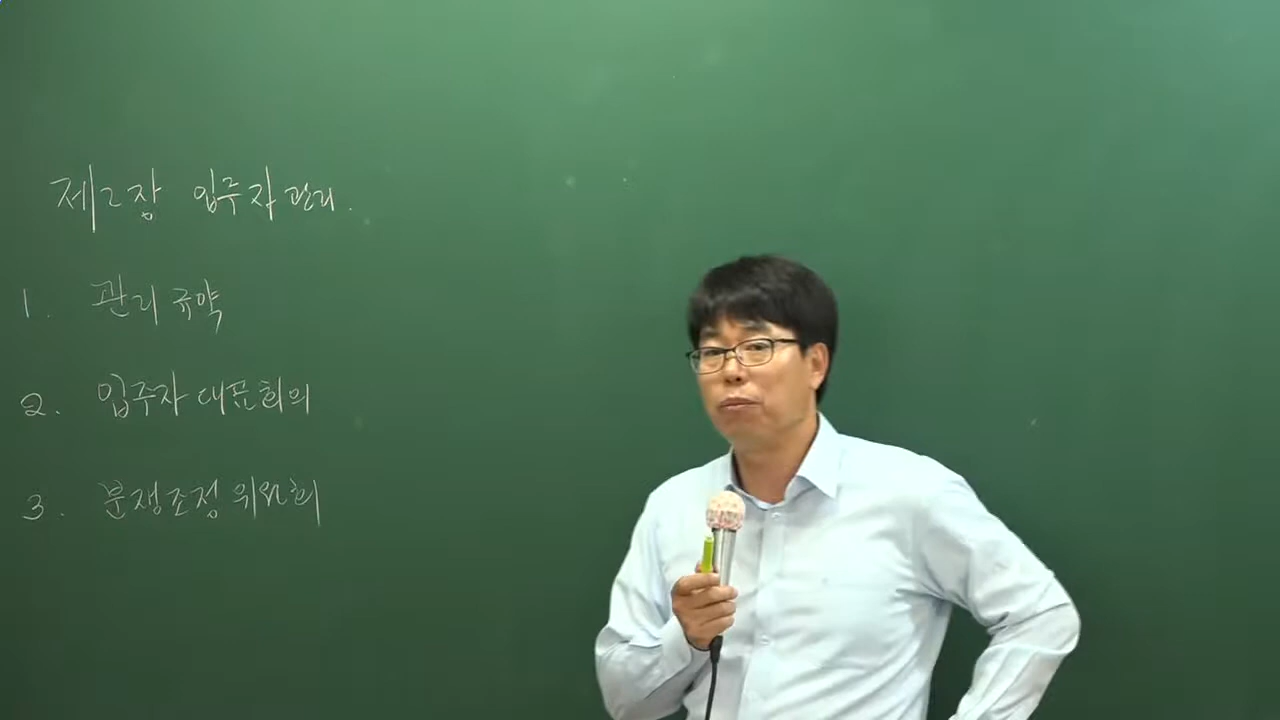 제2장 입주자관리.
1. 관리규약
2. 입주자대표회의
3. 분쟁조정위원회